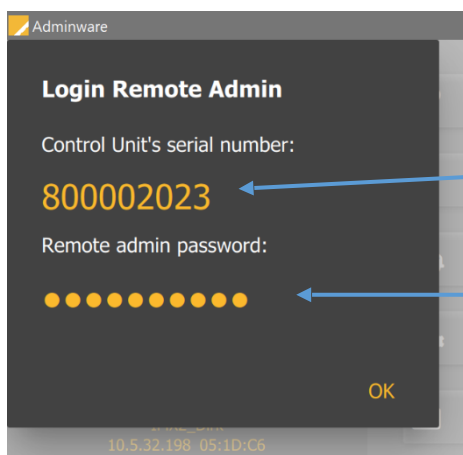 Adminware
Login Remote Admin
Control Unit's serial number:
800002023
Remote admin password:
●●●●●●●●●●
OK
10.5.32.198 05:1D:C6